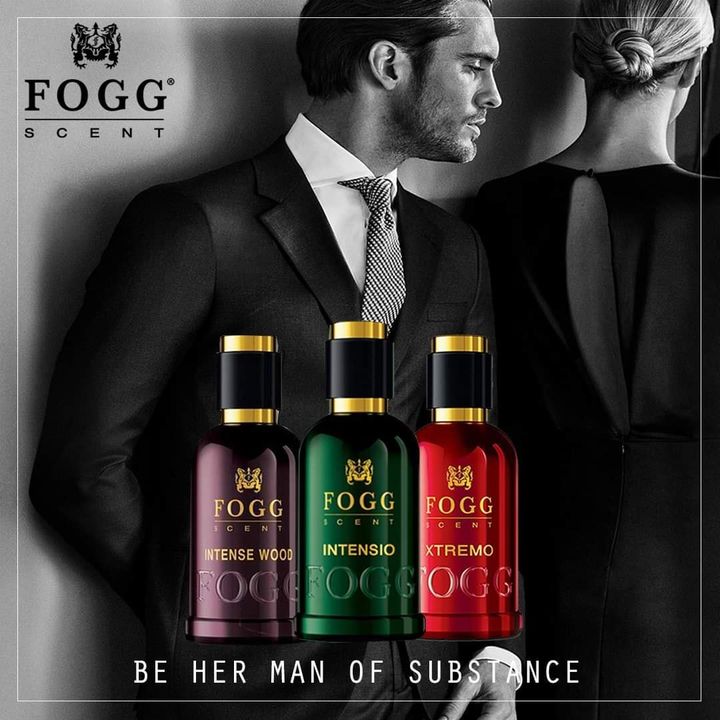 FOGG®
SCENT
FOGG
SCENT
INTENSE WOOD
FOGG
FOGG
SCENT
INTENSIO
FOGG
FOGG
SCENT
XTREMO
FOGG
BE HER MAN OF SUBSTANCE